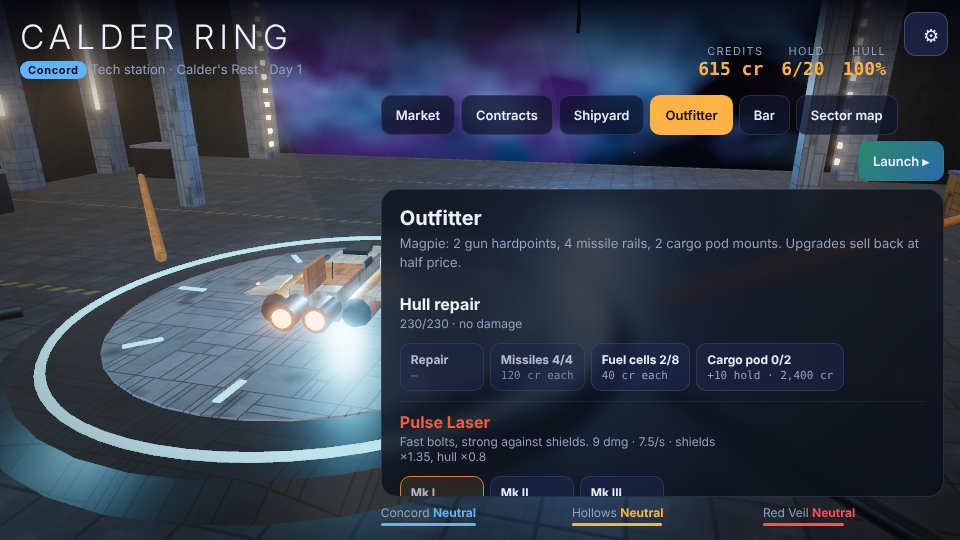 CALDER RING
Concord Tech station · Calder's Rest · Day 1
CREDITS HOLD HULL
615 cr 6/20 100%
Market Contracts Shipyard Outfitter Bar Sector map
Launch ▸
Outfitter
Magpie: 2 gun hardpoints, 4 missile rails, 2 cargo pod mounts. Upgrades sell back at
half price.
Hull repair
230/230 · no damage
Repair Missiles 4/4 Fuel cells 2/8 Cargo pod 0/2
— 120 cr each 40 cr each +10 hold · 2,400 cr
Pulse Laser
Fast bolts, strong against shields. 9 dmg · 7.5/s · shields
×1.35, hull ×0.8
Mk I Mk II Mk III
Concord Neutral Hollows Neutral Red Veil Neutral